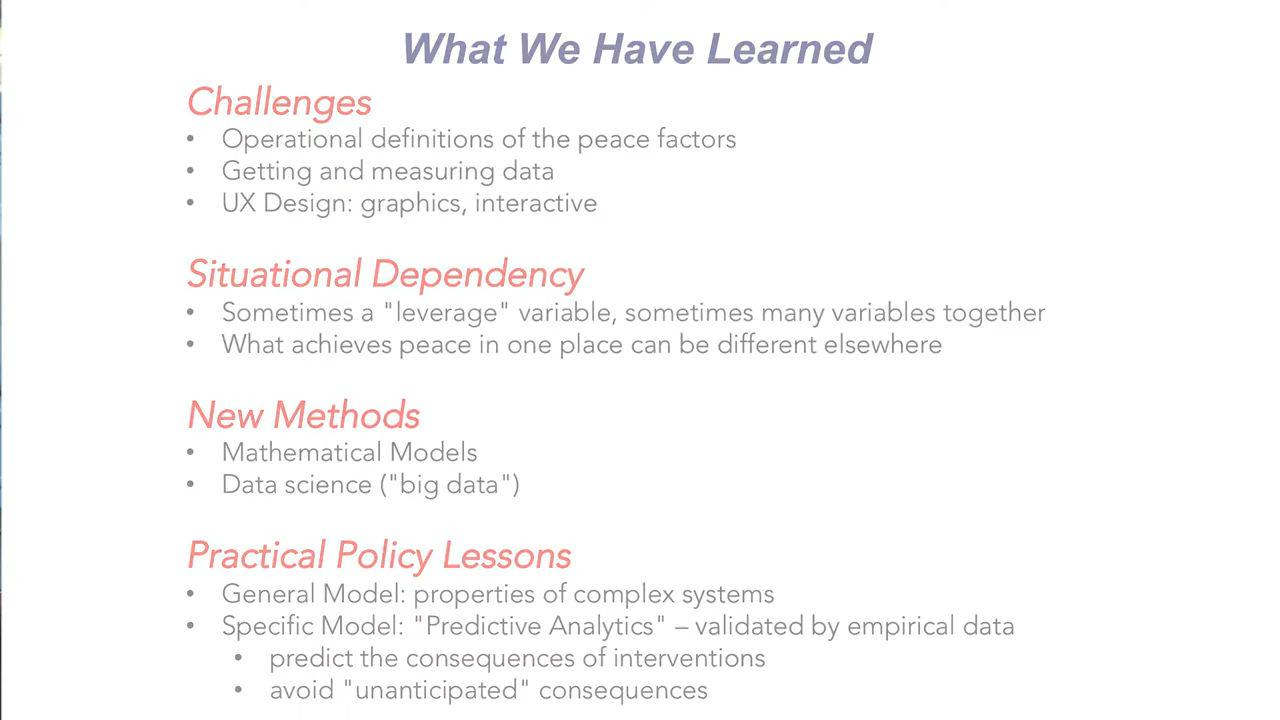 What We Have Learned
Challenges
• Operational definitions of the peace factors
• Getting and measuring data
• UX Design: graphics, interactive
Situational Dependency
• Sometimes a "leverage" variable, sometimes many variables together
• What achieves peace in one place can be different elsewhere
New Methods
• Mathematical Models
• Data science ("big data")
Practical Policy Lessons
• General Model: properties of complex systems
• Specific Model: "Predictive Analytics" – validated by empirical data
• predict the consequences of interventions
• avoid "unanticipated" consequences